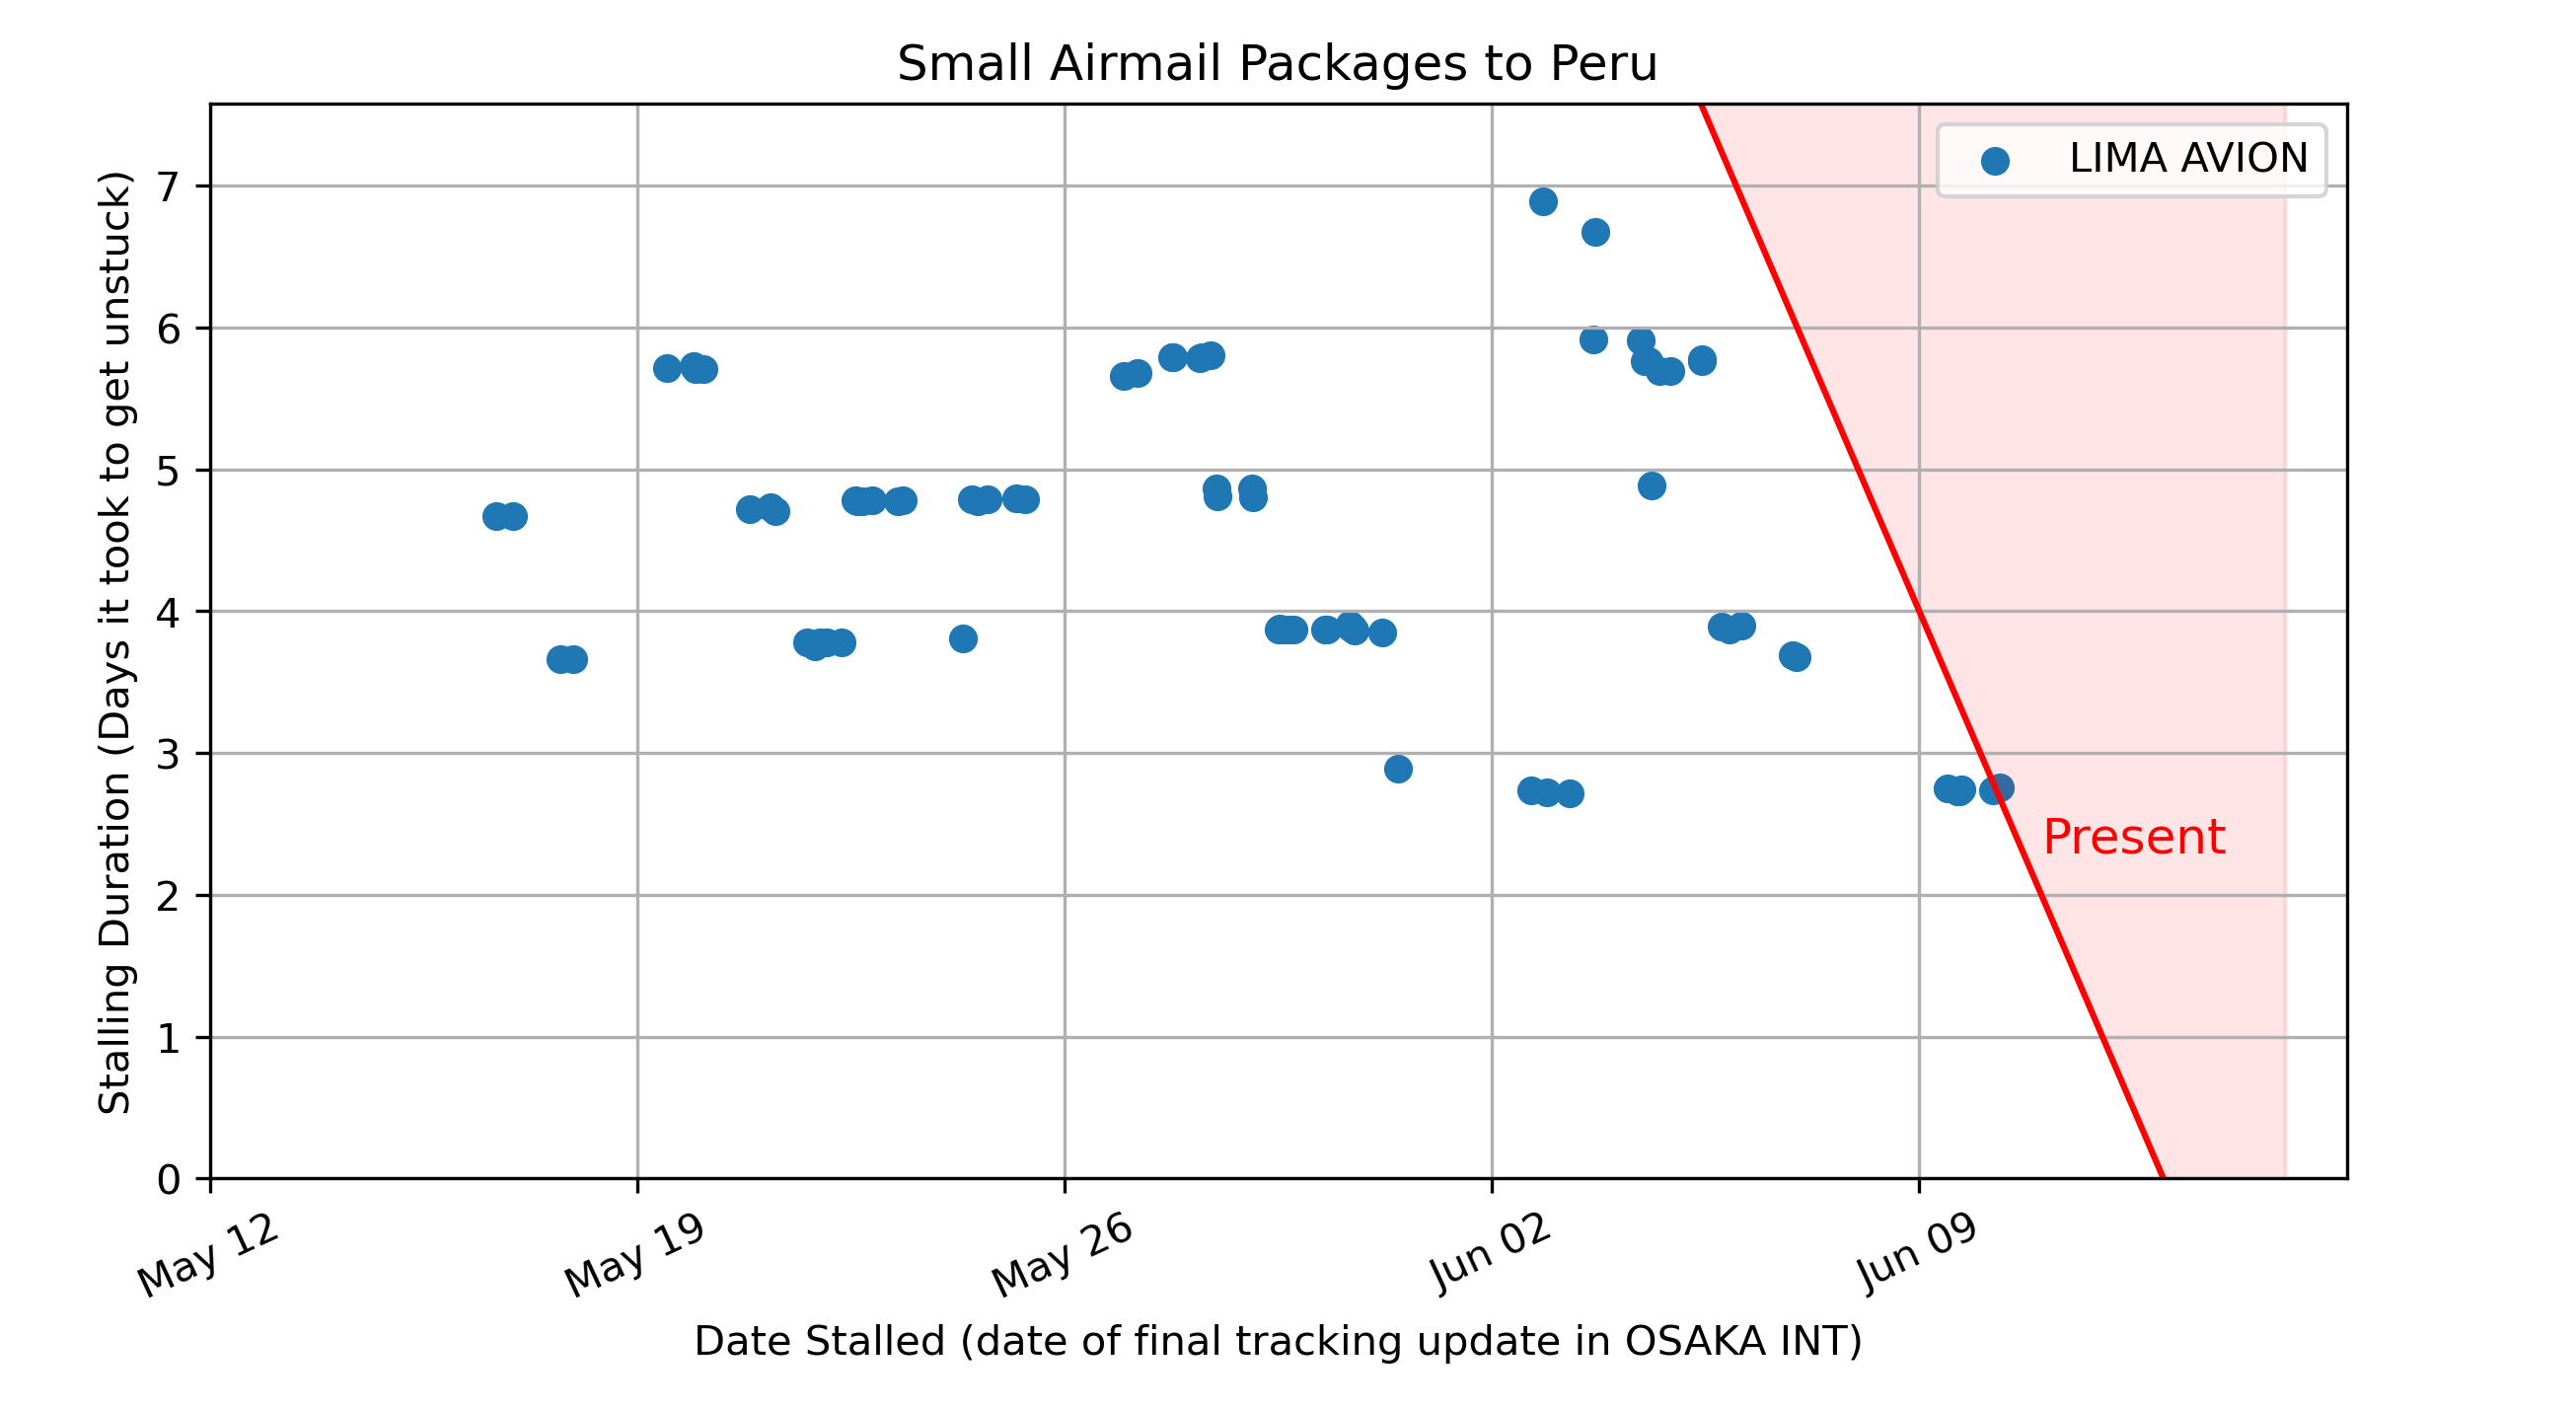 Small Airmail Packages to Peru
LIMA AVION
Stalling Duration (Days it took to get unstuck)
7
6
5
4
3
2
1
0
Present
May 12
May 19
May 26
Jun 02
Jun 09
Date Stalled (date of final tracking update in OSAKA INT)